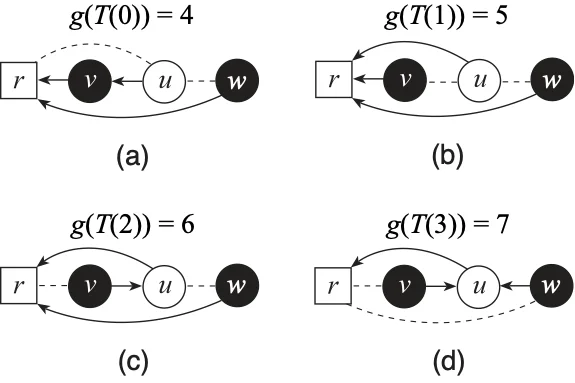 g(T(0)) = 4
g(T(1)) = 5
r v u w
r v u w
(a)
(b)
g(T(2)) = 6
g(T(3)) = 7
r v u w
r v u w
(c)
(d)